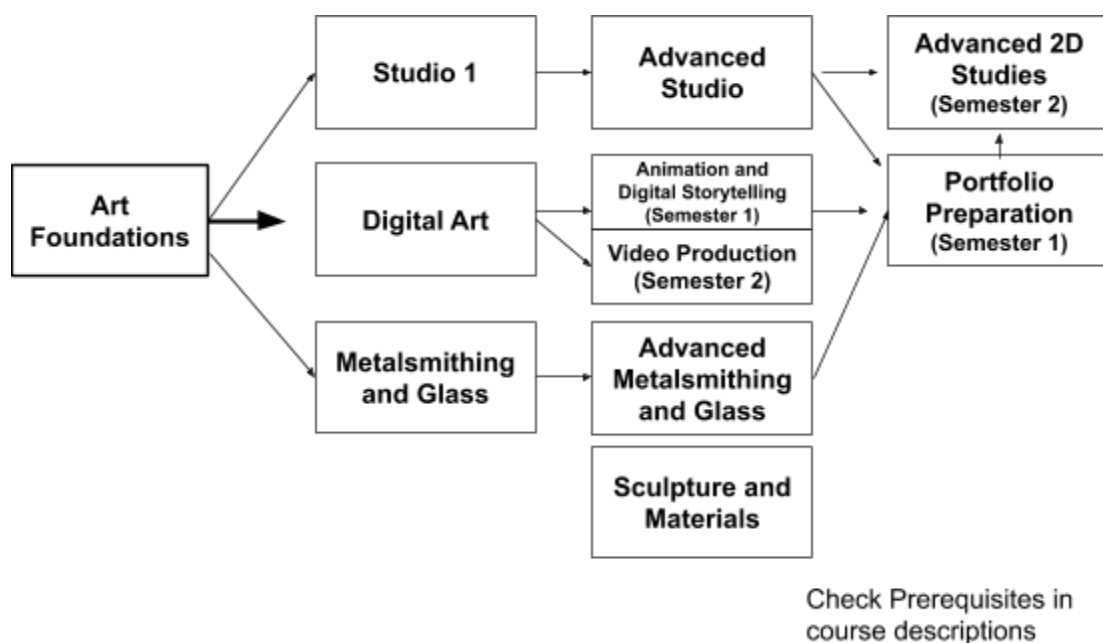 Studio 1
Advanced
Studio
Advanced 2D
Studies
(Semester 2)
Art
Foundations
Digital Art
Animation and
Digital Storytelling
(Semester 1)
Video Production
(Semester 2)
Portfolio
Preparation
(Semester 1)
Metalsmithing
and Glass
Advanced
Metalsmithing
and Glass
Sculpture and
Materials
Check Prerequisites in
course descriptions